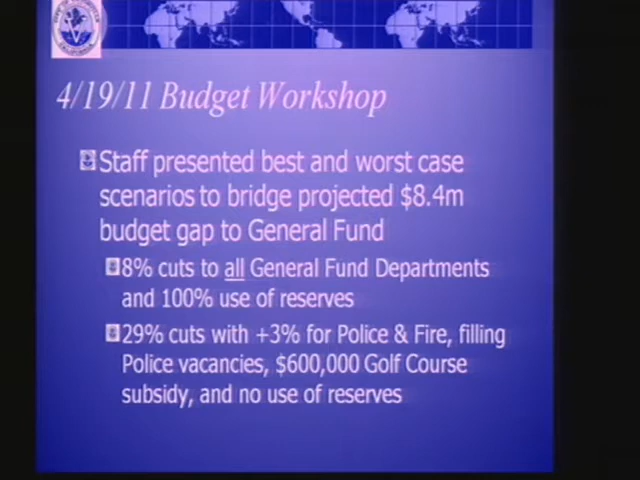 4/19/11 Budget Workshop
Staff presented best and worst case
scenarios to bridge projected $8.4m
budget gap to General Fund
8% cuts to all General Fund Departments
and 100% use of reserves
29% cuts with +3% for Police & Fire, filling
Police vacancies, $600,000 Golf Course
subsidy, and no use of reserves